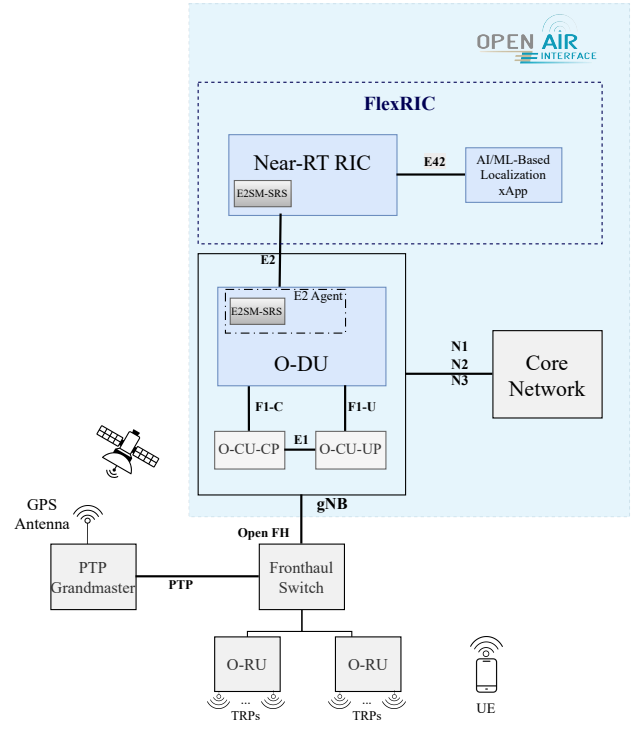 OPEN AIR
INTERFACE
FlexRIC
Near-RT RIC
E2SM-SRS
E42
AI/ML-Based
Localization
xApp
E2
E2 Agent
E2SM-SRS
O-DU
N1
N2
N3
Core
Network
F1-C
F1-U
O-CU-CP
E1
O-CU-UP
gNB
GPS
Antenna
Open FH
PTP
Grandmaster
PTP
Fronthaul
Switch
O-RU
O-RU
...
...
TRPs
TRPs
UE